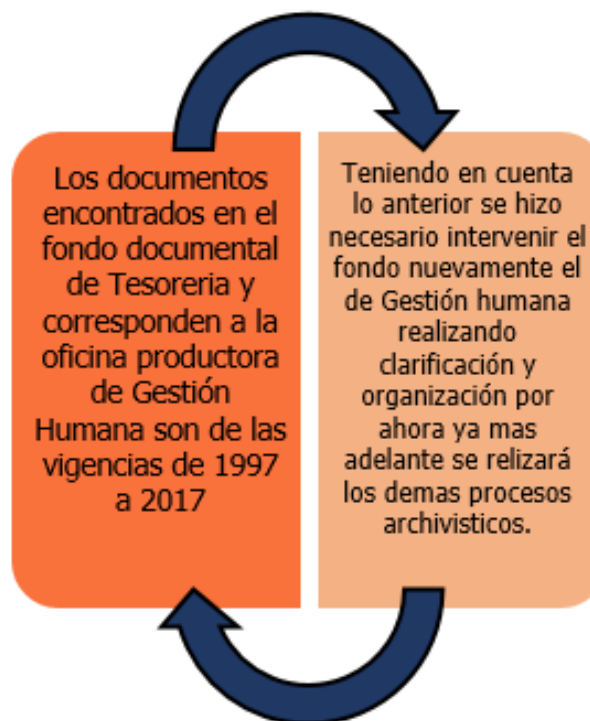 Los documentos
encontrados en el
fondo documental
de Tesoreria y
corresponden a la
oficina productora
de Gestión
Humana son de las
vigencias de 1997
a 2017
Teniendo en cuenta
lo anterior se hizo
necesario intervenir el
fondo nuevamente el
de Gestión humana
realizando
clarificación y
organización por
ahora ya mas
adelante se relizará
los demas procesos
archivisticos.